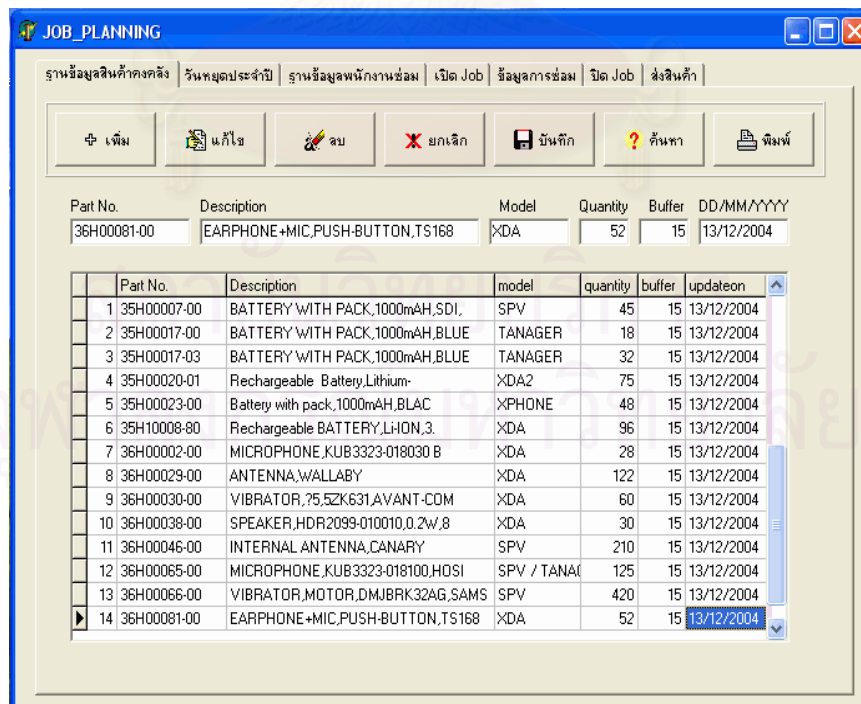 JOB_PLANNING
ฐานข้อมูลสินค้าคงคลัง วันหยุดประจำปี ฐานข้อมูลพนักงานซ่อม เปิด Job ข้อมูลการซ่อม ปิด Job ส่งสินค้า
เพิ่ม แก้ไข ลบ ยกเลิก บันทึก ค้นหา พิมพ์
Part No. Description Model Quantity Buffer DD/MM/YYYY
36H00081-00 EARPHONE+MIC,PUSH-BUTTON,TS168 XDA 52 15 13/12/2004
Part No. Description model quantity buffer updateon
1 35H00007-00 BATTERY WITH PACK,1000mAH,SDI, SPV 45 15 13/12/2004
2 35H00017-00 BATTERY WITH PACK,1000mAH,BLUE TANAGER 18 15 13/12/2004
3 35H00017-03 BATTERY WITH PACK,1000mAH,BLUE TANAGER 32 15 13/12/2004
4 35H00020-01 Rechargeable Battery,Lithium- XDA2 75 15 13/12/2004
5 35H00023-00 Battery with pack,1000mAH,BLAC XPHONE 48 15 13/12/2004
6 35H10008-80 Rechargeable BATTERY,Li-ION,3. XDA 96 15 13/12/2004
7 36H00002-00 MICROPHONE,KUB3323-018030 B XDA 28 15 13/12/2004
8 36H00029-00 ANTENNA,WALLABY XDA 122 15 13/12/2004
9 36H00030-00 VIBRATOR,?5,5ZK631,AVANT-COM XDA 60 15 13/12/2004
10 36H00038-00 SPEAKER,HDR2099-010010,0.2W,8 XDA 30 15 13/12/2004
11 36H00046-00 INTERNAL ANTENNA,CANARY SPV 210 15 13/12/2004
12 36H00065-00 MICROPHONE,KUB3323-018100,HOSI SPV / TANA( 125 15 13/12/2004
13 36H00066-00 VIBRATOR,MOTOR,DMJBRK32AG,SAMS SPV 420 15 13/12/2004
14 36H00081-00 EARPHONE+MIC,PUSH-BUTTON,TS168 XDA 52 15 13/12/2004